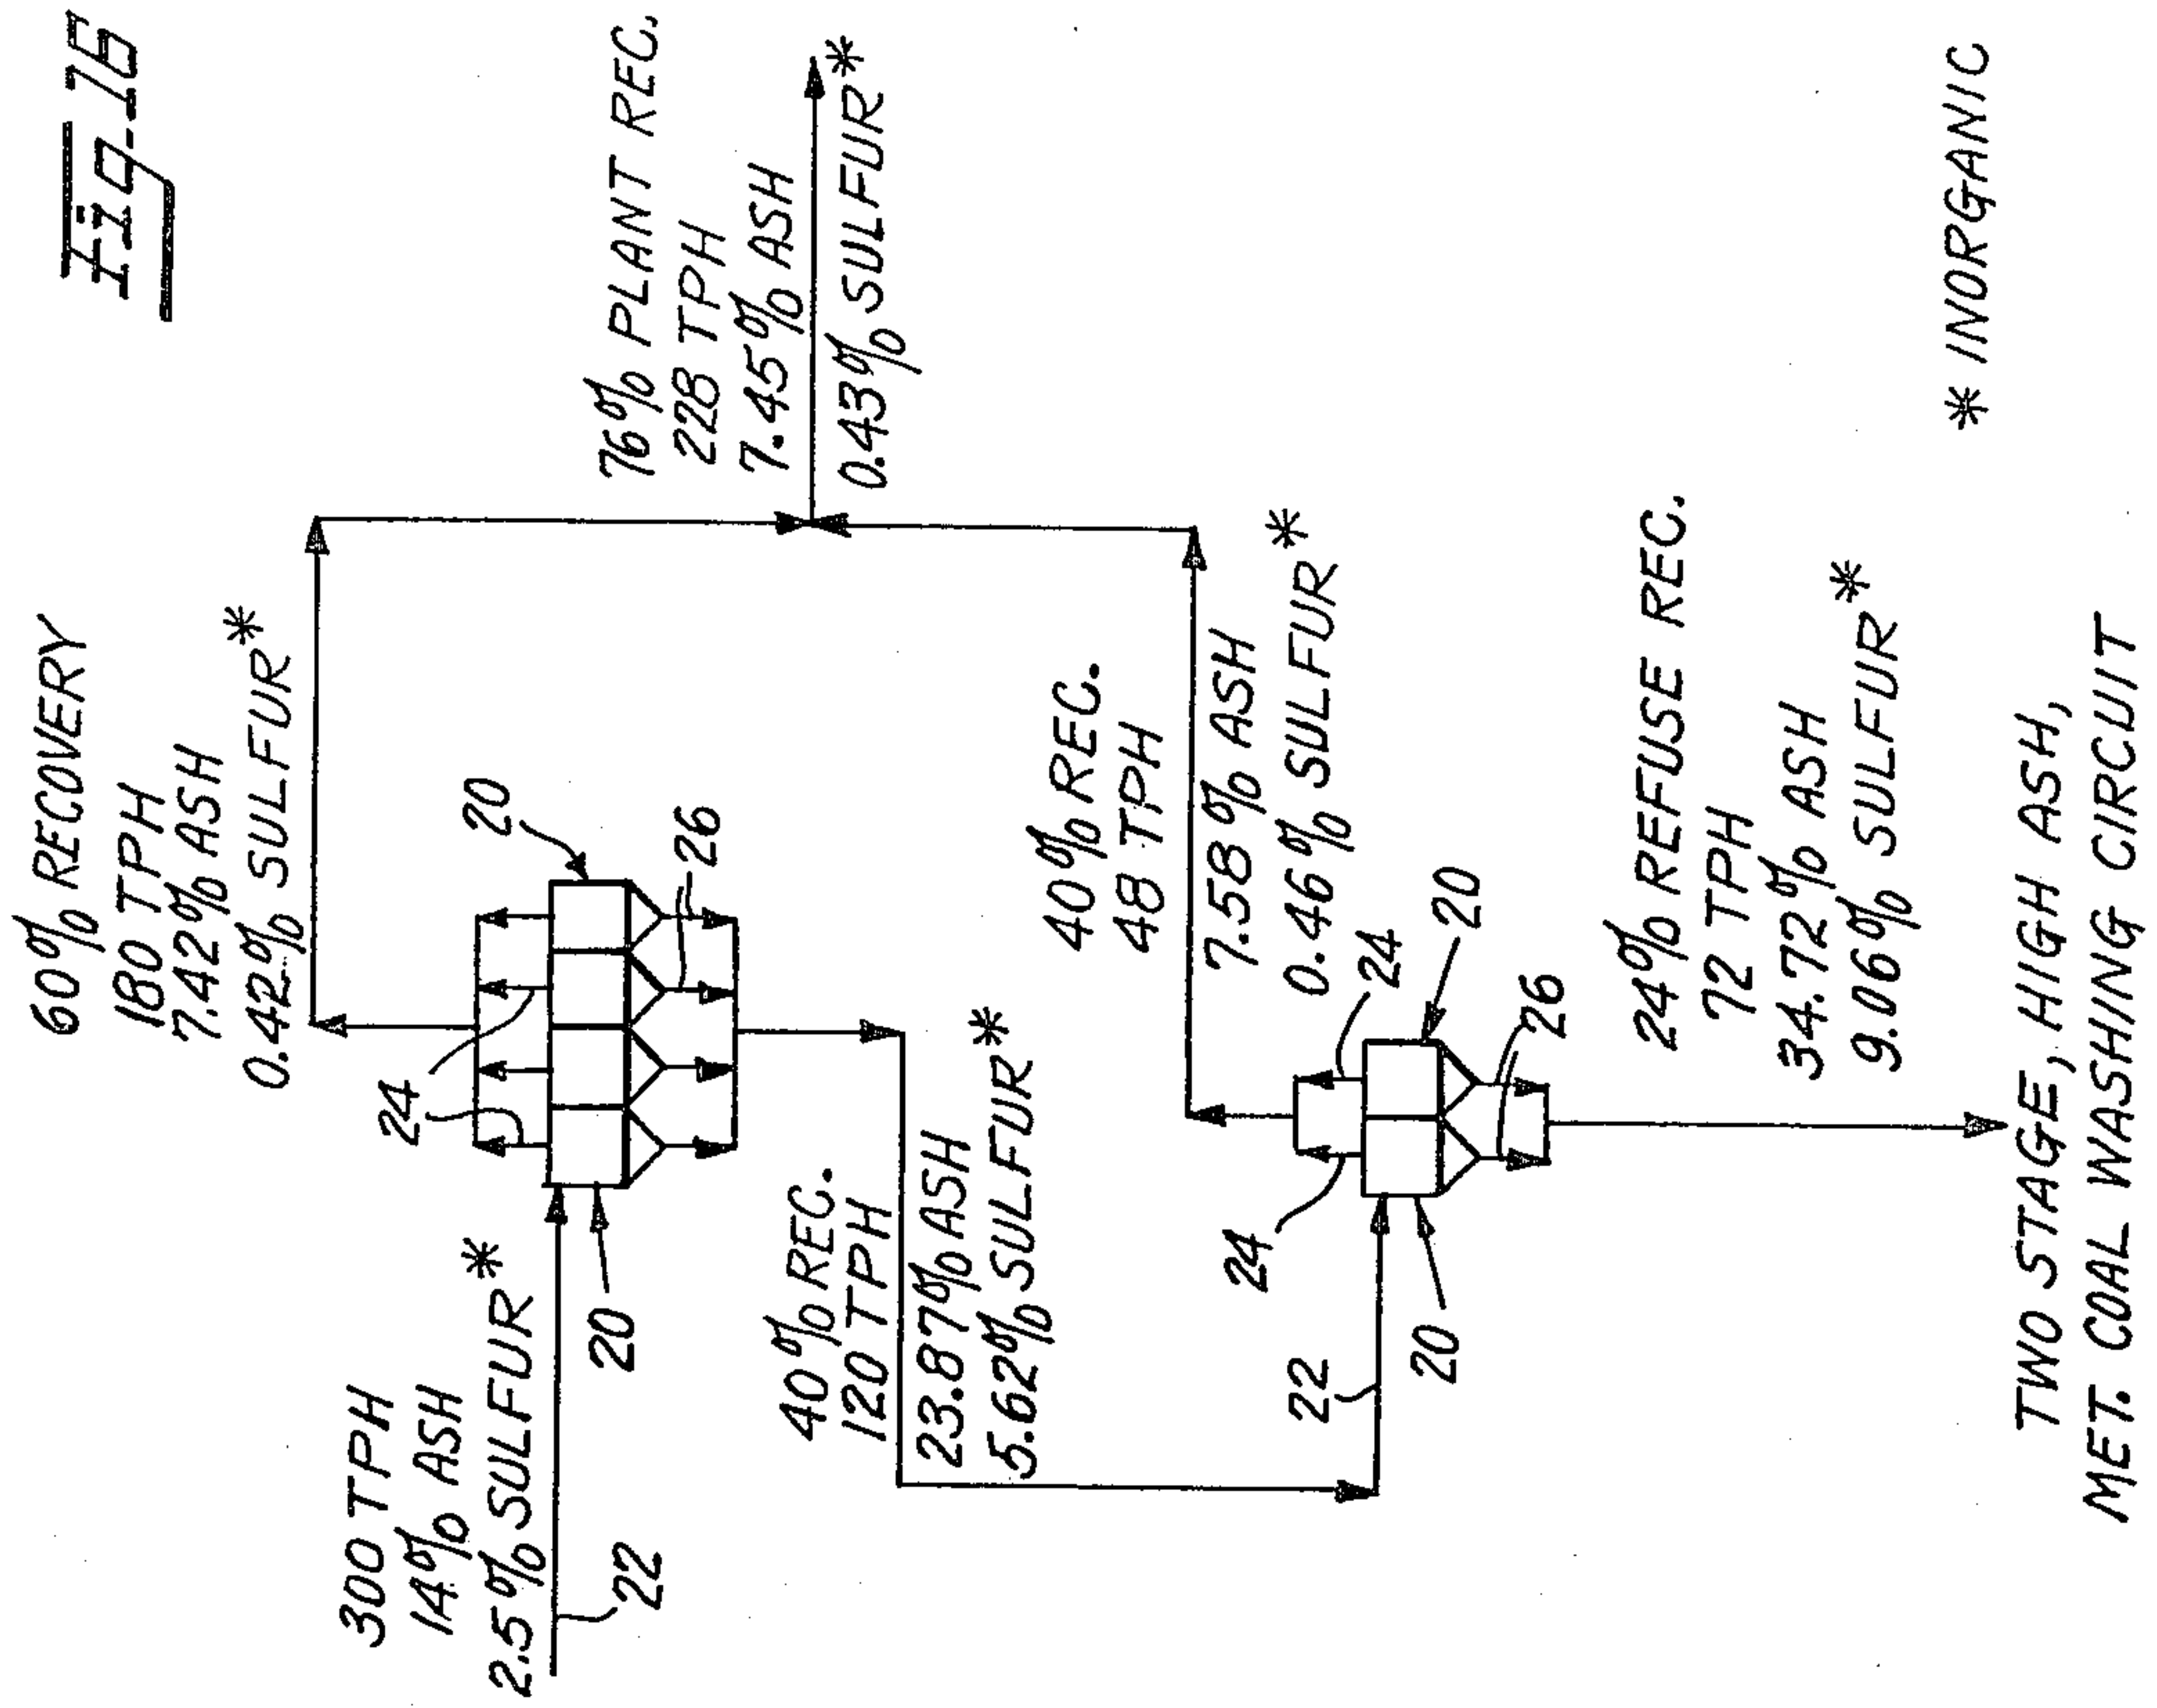 Fig-16
60% RECOVERY
180 TPH
7.42% ASH
0.42% SULFUR*
300 TPH
14% ASH
2.5% SULFUR*
22
20
24
20
26
76% PLANT REC.
228 TPH
7.45% ASH
0.43% SULFUR*
40% REC.
120 TPH
23.87% ASH
5.62% SULFUR*
40% REC.
48 TPH
7.58% ASH
0.46% SULFUR*
22
20
24
24
20
26
24% REFUSE REC.
72 TPH
34.72% ASH
9.06% SULFUR*
* INORGANIC
TWO STAGE, HIGH ASH,
MET. COAL WASHING CIRCUIT